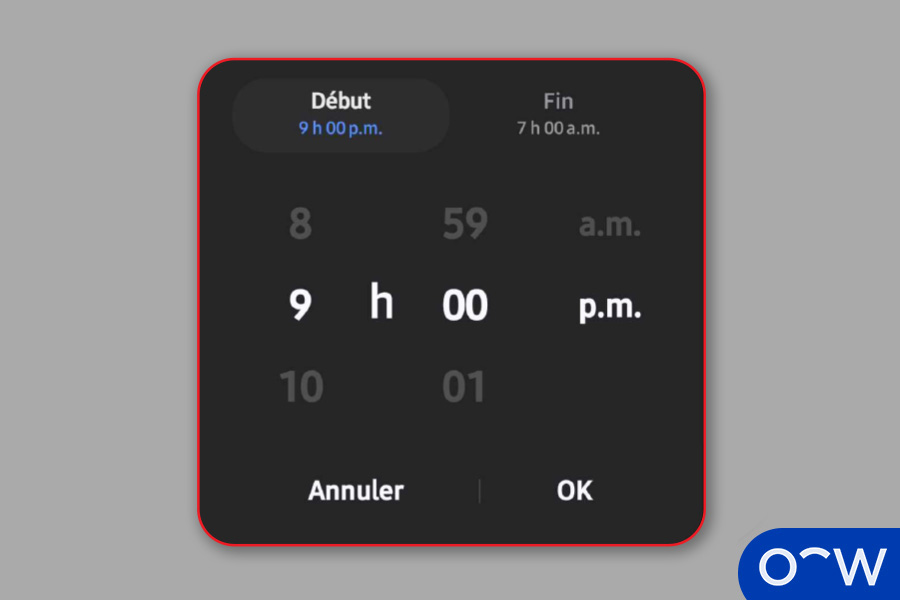 Début
Fin
9 h 00 p.m.
7 h 00 a.m.
8 59 a.m.
9 h 00 p.m.
10 01
Annuler OK